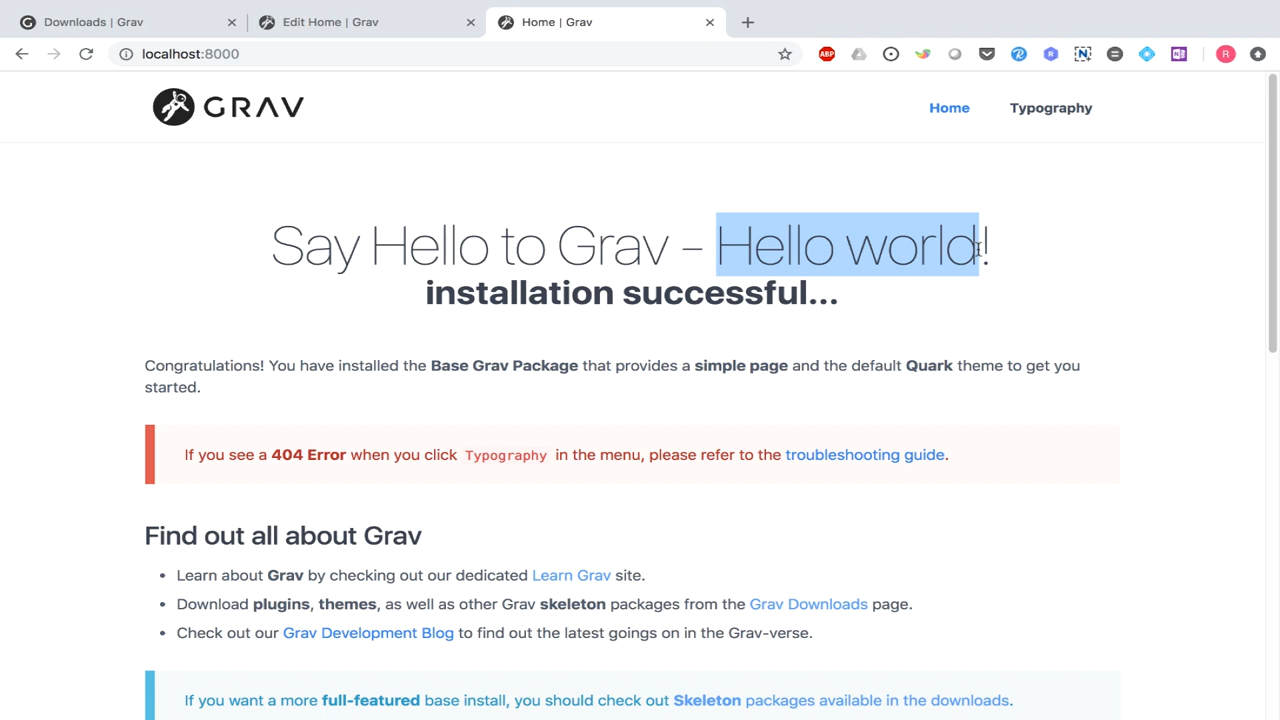 Downloads | Grav
Edit Home | Grav
Home | Grav
localhost:8000
GRAV
Home
Typography
Say Hello to Grav – Hello world!
installation successful...
Congratulations! You have installed the Base Grav Package that provides a simple page and the default Quark theme to get you
started.
If you see a 404 Error when you click Typography in the menu, please refer to the troubleshooting guide.
Find out all about Grav
• Learn about Grav by checking out our dedicated Learn Grav site.
• Download plugins, themes, as well as other Grav skeleton packages from the Grav Downloads page.
• Check out our Grav Development Blog to find out the latest goings on in the Grav-verse.
If you want a more full-featured base install, you should check out Skeleton packages available in the downloads.